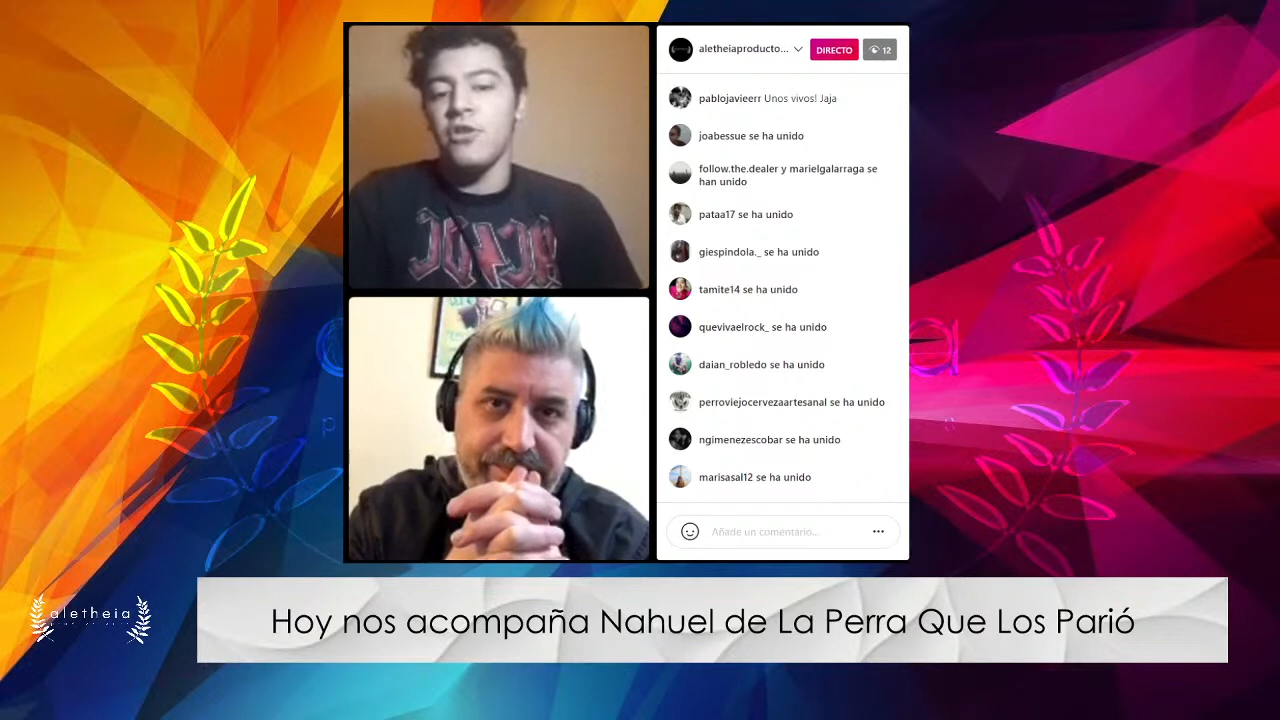 aletheiaproducto...
DIRECTO
12
pablojavieerr Unos vivos! Jaja
joabessue se ha unido
follow.the.dealer y marielgalarraga se
han unido
pataa17 se ha unido
giespindola._ se ha unido
tamite14 se ha unido
quevivaelrock_ se ha unido
daian_robledo se ha unido
perroviejocervezaartesanal se ha unido
ngimenezescobar se ha unido
marisasal12 se ha unido
Añade un comentario...
aletheia
Hoy nos acompaña Nahuel de La Perra Que Los Parió